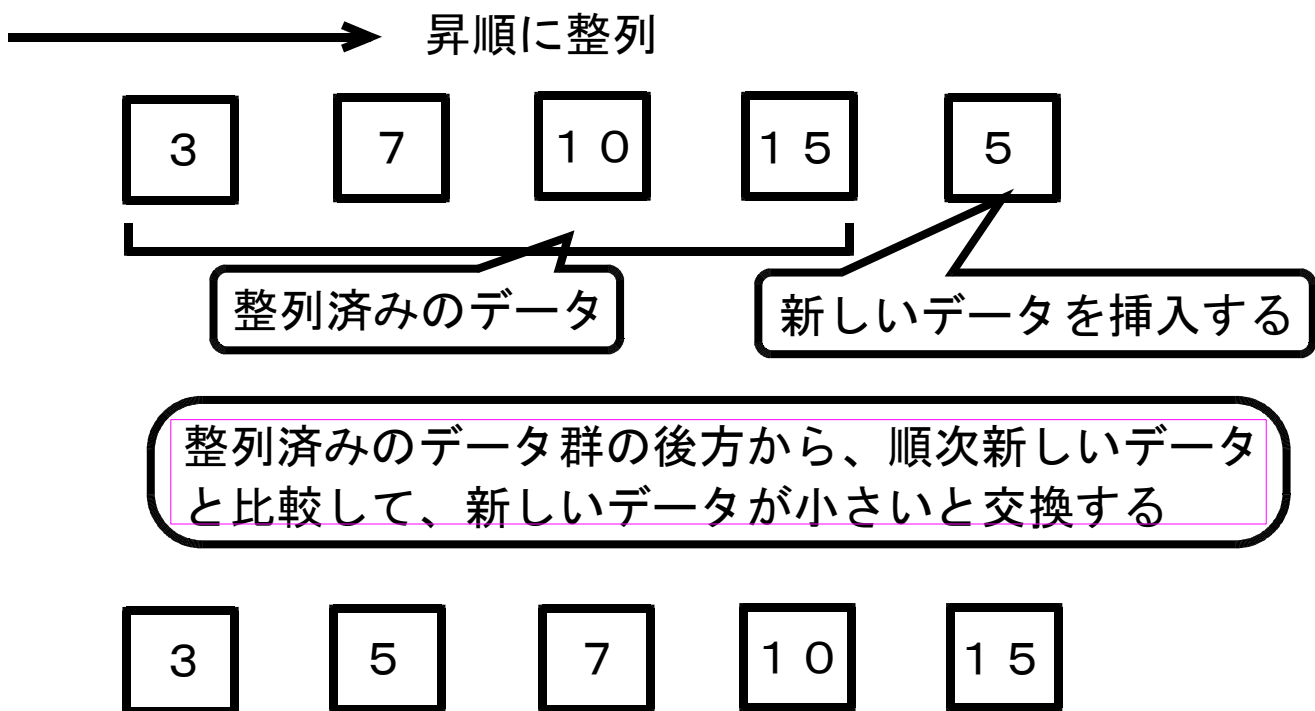 昇順に整列
3 7 10 15 5
整列済みのデータ
新しいデータを挿入する
整列済みのデータ群の後方から、順次新しいデータ
と比較して、新しいデータが小さいと交換する
3 5 7 10 15